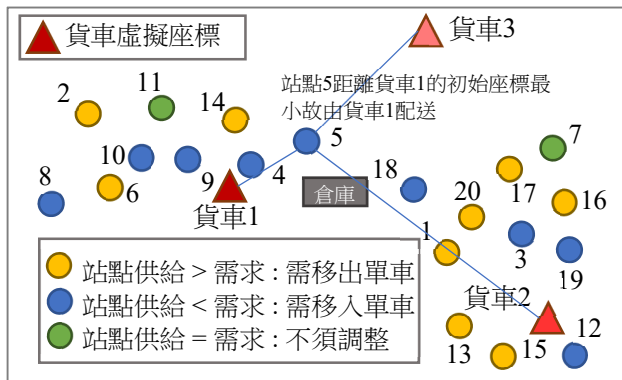 貨車虛擬座標
貨車3
站點5距離貨車1的初始座標最
小故由貨車1配送
2
11
14
5
7
10
4
18
8
6
9
17
16
貨車1
倉庫
20
1
3
19
站點供給 > 需求 : 需移出單車
站點供給 < 需求 : 需移入單車
站點供給 = 需求 : 不須調整
貨車2
12
13
15